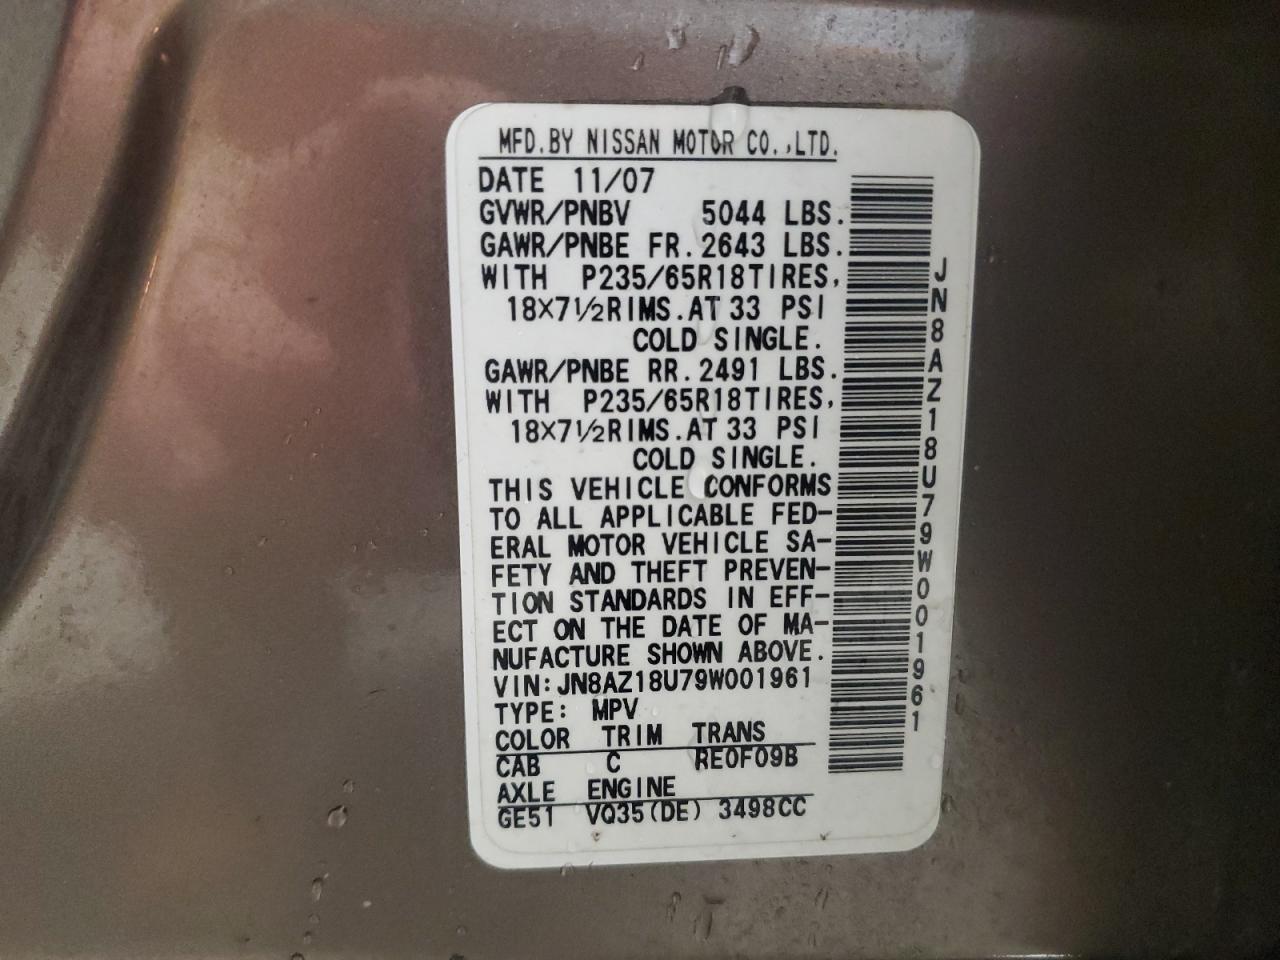 MFD.BY NISSAN MOTOR CO.,LTD.
DATE 11/07
GVWR/PNBV 5044 LBS.
GAWR/PNBE FR.2643 LBS.
WITH P235/65R18TIRES,
18×7½RIMS.AT 33 PSI
COLD SINGLE.
GAWR/PNBE RR.2491 LBS.
WITH P235/65R18TIRES,
18×7½RIMS.AT 33 PSI
COLD SINGLE.
THIS VEHICLE CONFORMS
TO ALL APPLICABLE FED-
ERAL MOTOR VEHICLE SA-
FETY AND THEFT PREVEN-
TION STANDARDS IN EFF-
ECT ON THE DATE OF MA-
NUFACTURE SHOWN ABOVE.
VIN:JN8AZ18U79W001961
TYPE: MPV
COLOR TRIM TRANS
CAB C RE0F09B
AXLE ENGINE
GE51 VQ35(DE) 3498CC
JN8AZ18U79W001961